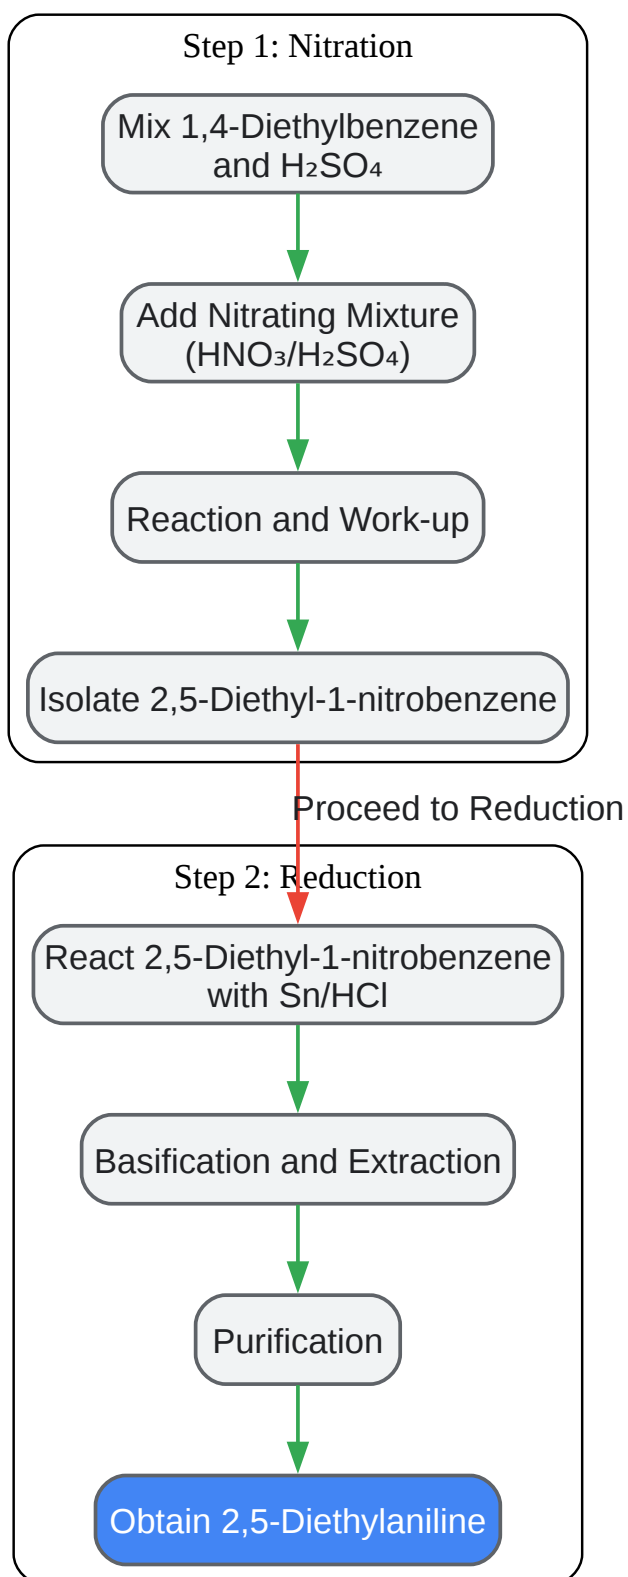 Step 1: Nitration
Mix 1,4-Diethylbenzene
and H₂SO₄
Add Nitrating Mixture
(HNO₃/H₂SO₄)
Reaction and Work-up
Isolate 2,5-Diethyl-1-nitrobenzene
Proceed to Reduction
Step 2: Reduction
React 2,5-Diethyl-1-nitrobenzene
with Sn/HCl
Basification and Extraction
Purification
Obtain 2,5-Diethylaniline